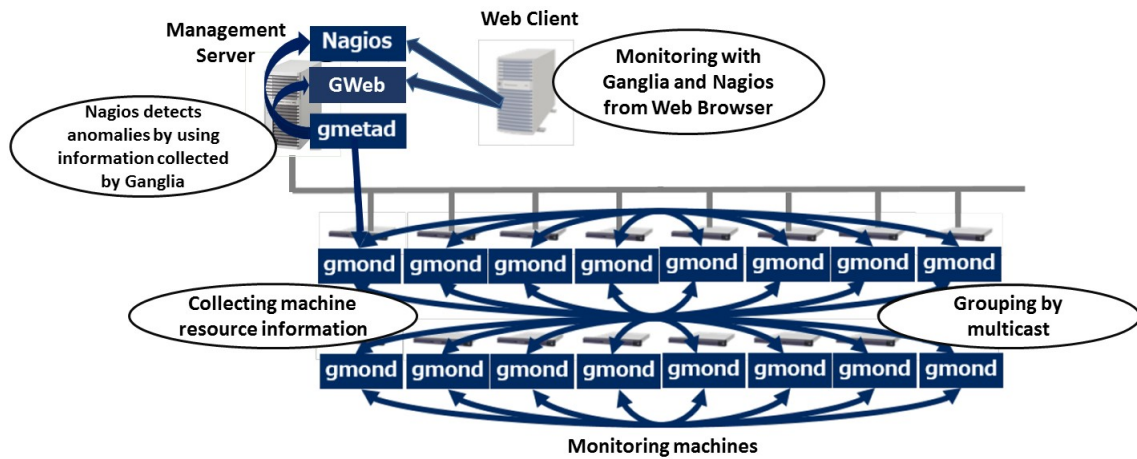 Management
Server
Nagios
GWeb
gmetad
Web Client
Monitoring with
Ganglia and Nagios
from Web Browser
Nagios detects
anomalies by using
information collected
by Ganglia
gmond gmond gmond gmond gmond gmond gmond gmond
Collecting machine
resource information
Grouping by
multicast
gmond gmond gmond gmond gmond gmond gmond gmond
Monitoring machines